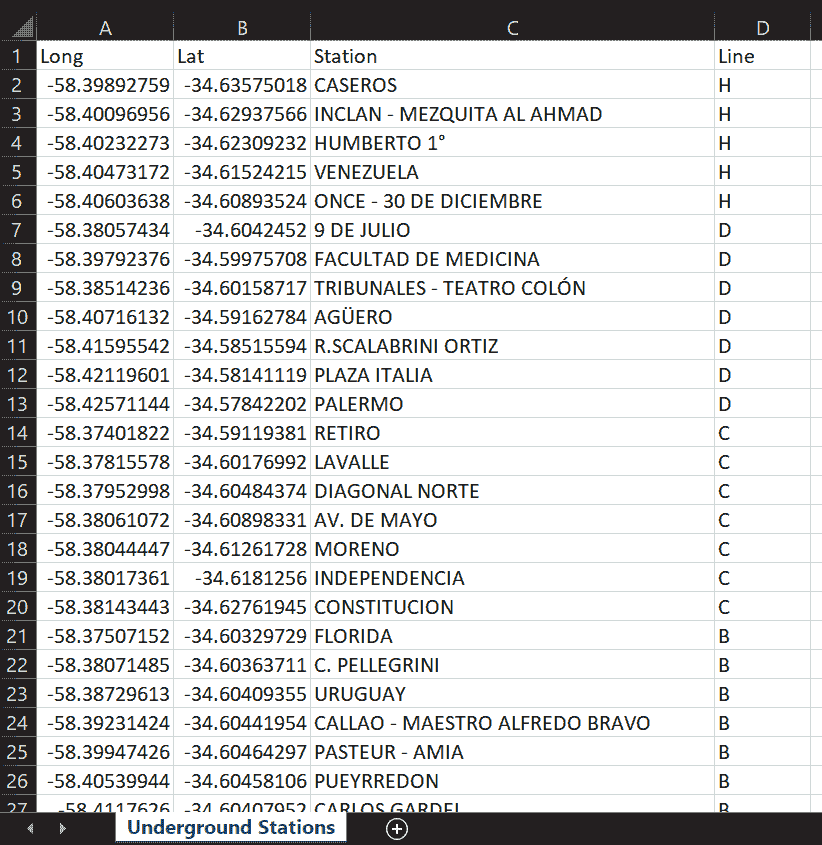 A B C D
1 Long Lat Station Line
2 -58.39892759 -34.63575018 CASEROS H
3 -58.40096956 -34.62937566 INCLAN - MEZQUITA AL AHMAD H
4 -58.40232273 -34.62309232 HUMBERTO 1° H
5 -58.40473172 -34.61524215 VENEZUELA H
6 -58.40603638 -34.60893524 ONCE - 30 DE DICIEMBRE H
7 -58.38057434 -34.6042452 9 DE JULIO D
8 -58.39792376 -34.59975708 FACULTAD DE MEDICINA D
9 -58.38514236 -34.60158717 TRIBUNALES - TEATRO COLÓN D
10 -58.40716132 -34.59162784 AGÜERO D
11 -58.41595542 -34.58515594 R.SCALABRINI ORTIZ D
12 -58.42119601 -34.58141119 PLAZA ITALIA D
13 -58.42571144 -34.57842202 PALERMO D
14 -58.37401822 -34.59119381 RETIRO C
15 -58.37815578 -34.60176992 LAVALLE C
16 -58.37952998 -34.60484374 DIAGONAL NORTE C
17 -58.38061072 -34.60898331 AV. DE MAYO C
18 -58.38044447 -34.61261728 MORENO C
19 -58.38017361 -34.6181256 INDEPENDENCIA C
20 -58.38143443 -34.62761945 CONSTITUCION C
21 -58.37507152 -34.60329729 FLORIDA B
22 -58.38071485 -34.60363711 C. PELLEGRINI B
23 -58.38729613 -34.60409355 URUGUAY B
24 -58.39231424 -34.60441954 CALLAO - MAESTRO ALFREDO BRAVO B
25 -58.39947426 -34.60464297 PASTEUR - AMIA B
26 -58.40539944 -34.60458106 PUEYRREDON B
27 -58.4117626 -34.60407952 CARLOS GARDEL B
Underground Stations